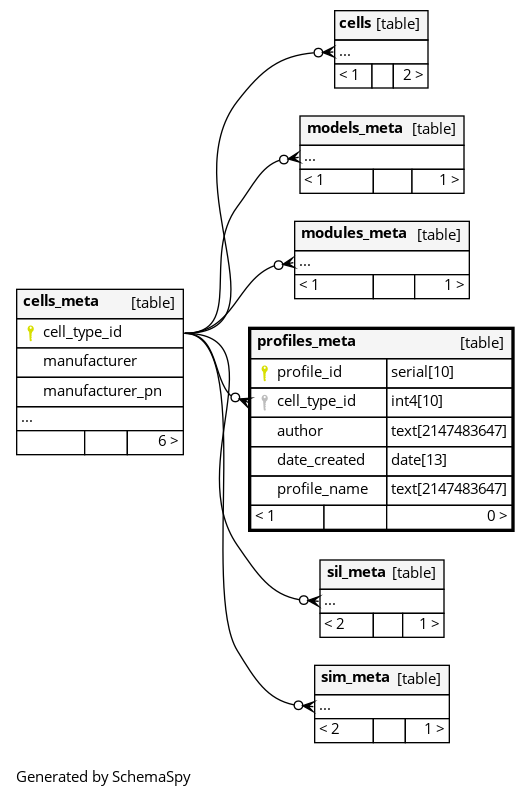 cells [table]
...
< 1 2 >
models_meta [table]
...
< 1 1 >
modules_meta [table]
...
< 1 1 >
cells_meta [table]
cell_type_id
manufacturer
manufacturer_pn
...
6 >
profiles_meta [table]
profile_id serial[10]
cell_type_id int4[10]
author text[2147483647]
date_created date[13]
profile_name text[2147483647]
< 1 0 >
sil_meta [table]
...
< 2 1 >
sim_meta [table]
...
< 2 1 >
Generated by SchemaSpy